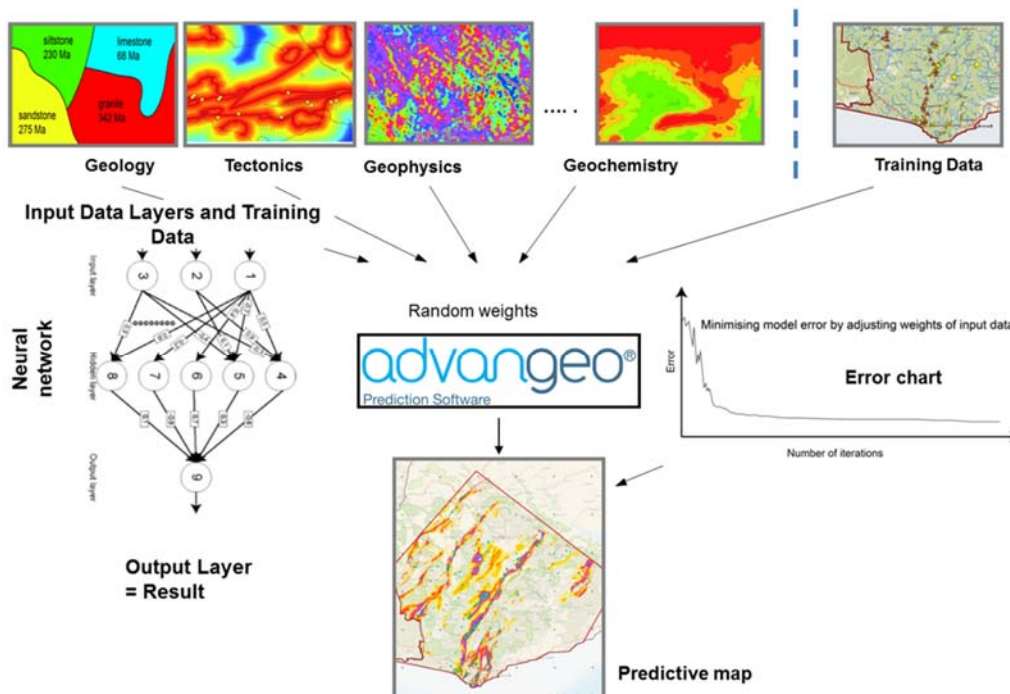 siltstone
230 Ma
limestone
68 Ma
granite
342 Ma
sandstone
275 Ma
.... .
Geology
Tectonics
Geophysics
Geochemistry
Training Data
Input Data Layers and Training
Data
Input layer
3
2
1
Neural
network
Hidden layer
8
7
6
5
4
Output layer
9
Random weights
advangeo®
Prediction Software
Minimising model error by adjusting weights of input data
Error
Error chart
Number of iterations
Output Layer
= Result
Predictive map